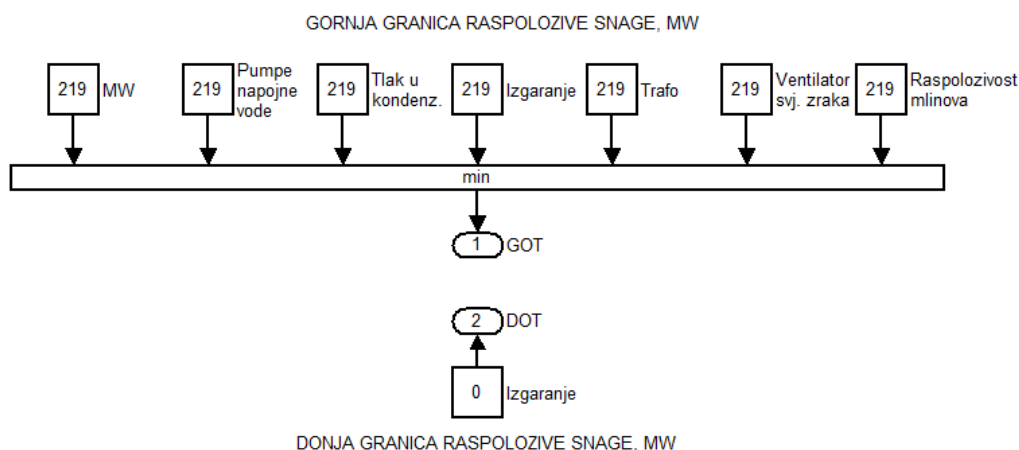 GORNJA GRANICA RASPOLOZIVE SNAGE, MW
219 MW
219 Pumpe
napojne
vode
219 Tlak u
kondenz.
219 Izgaranje
219 Trafo
219 Ventilator
svj. zraka
219 Raspolozivost
mlinova
min
1 GOT
2 DOT
0 Izgaranje
DONJA GRANICA RASPOLOZIVE SNAGE. MW